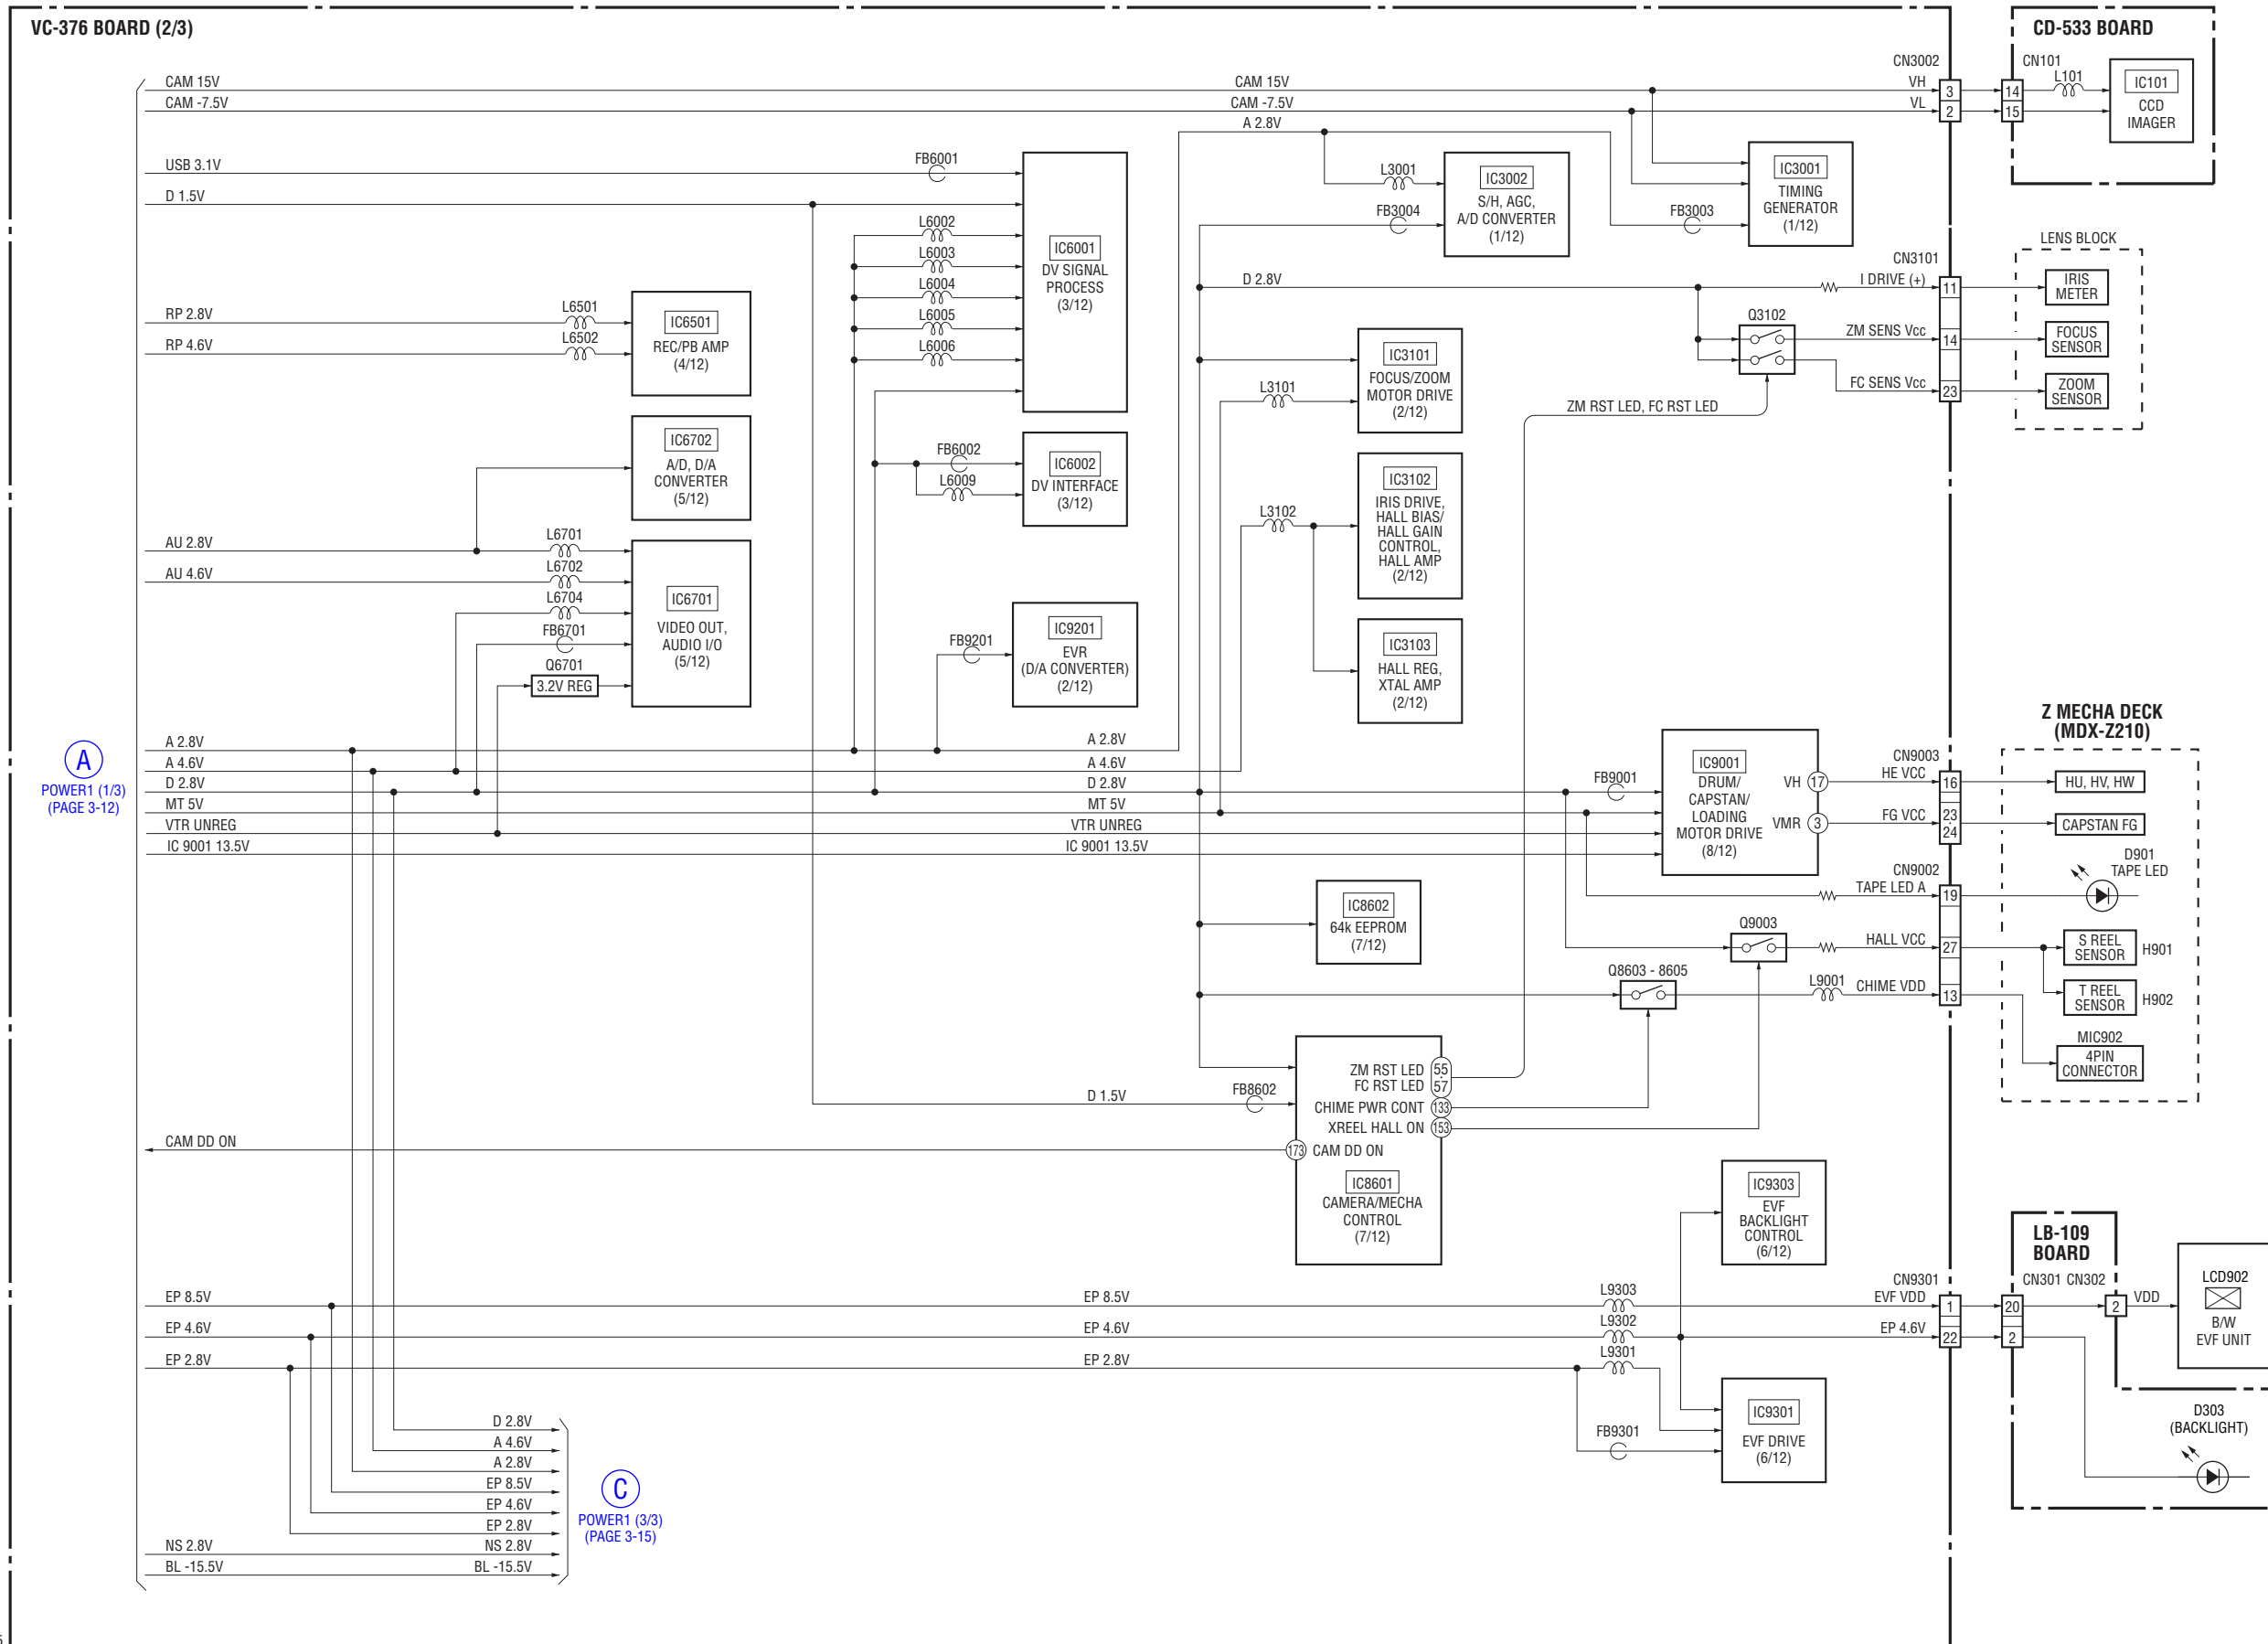 VC-376 BOARD (2/3)
CD-533 BOARD
CAM 15V
CAM 15V
CN3002
VH
3
CN101
14
L101
IC101
CCD
IMAGER
CAM -7.5V
CAM -7.5V
VL
2
15
A 2.8V
USB 3.1V
FB6001
D 1.5V
L6002
L6003
L6004
L6005
L6006
IC6001
DV SIGNAL
PROCESS
(3/12)
L3001
FB3004
IC3002
S/H, AGC,
A/D CONVERTER
(1/12)
FB3003
IC3001
TIMING
GENERATOR
(1/12)
D 2.8V
CN3101
I DRIVE (+)
11
LENS BLOCK
IRIS
METER
Q3102
ZM SENS Vcc
14
FOCUS
SENSOR
FC SENS Vcc
23
ZOOM
SENSOR
ZM RST LED, FC RST LED
RP 2.8V
L6501
RP 4.6V
L6502
IC6501
REC/PB AMP
(4/12)
IC3101
FOCUS/ZOOM
MOTOR DRIVE
(2/12)
L3101
IC6702
A/D, D/A
CONVERTER
(5/12)
FB6002
L6009
IC6002
DV INTERFACE
(3/12)
L3102
IC3102
IRIS DRIVE,
HALL BIAS/
HALL GAIN
CONTROL,
HALL AMP
(2/12)
AU 2.8V
L6701
AU 4.6V
L6702
L6704
FB6701
Q6701
3.2V REG
IC6701
VIDEO OUT,
AUDIO I/O
(5/12)
FB9201
IC9201
EVR
(D/A CONVERTER)
(2/12)
IC3103
HALL REG,
XTAL AMP
(2/12)
A
POWER1 (1/3)
(PAGE 3-12)
A 2.8V
A 2.8V
A 4.6V
A 4.6V
D 2.8V
D 2.8V
MT 5V
MT 5V
VTR UNREG
VTR UNREG
IC 9001 13.5V
IC 9001 13.5V
FB9001
IC9001
DRUM/
CAPSTAN/
LOADING
MOTOR DRIVE
(8/12)
VH
17
VMR
3
CN9003
HE VCC
16
FG VCC
23
24
Z MECHA DECK
(MDX-Z210)
HU, HV, HW
CAPSTAN FG
CN9002
TAPE LED A
19
D901
TAPE LED
IC8602
64k EEPROM
(7/12)
Q9003
HALL VCC
27
S REEL
SENSOR
H901
Q8603 - 8605
L9001
CHIME VDD
13
T REEL
SENSOR
H902
MIC902
4PIN
CONNECTOR
D 1.5V
FB8602
ZM RST LED
55
FC RST LED
57
CHIME PWR CONT
133
XREEL HALL ON
153
CAM DD ON
173
CAM DD ON
IC8601
CAMERA/MECHA
CONTROL
(7/12)
IC9303
EVF
BACKLIGHT
CONTROL
(6/12)
EP 8.5V
EP 8.5V
L9303
CN9301
EVF VDD
1
EP 4.6V
EP 4.6V
L9302
EP 4.6V
22
EP 2.8V
EP 2.8V
L9301
LB-109
BOARD
CN301
CN302
20
2
2
VDD
LCD902
B/W
EVF UNIT
D303
(BACKLIGHT)
FB9301
IC9301
EVF DRIVE
(6/12)
D 2.8V
A 4.6V
A 2.8V
EP 8.5V
EP 4.6V
EP 2.8V
NS 2.8V
NS 2.8V
BL -15.5V
BL -15.5V
C
POWER1 (3/3)
(PAGE 3-15)
5